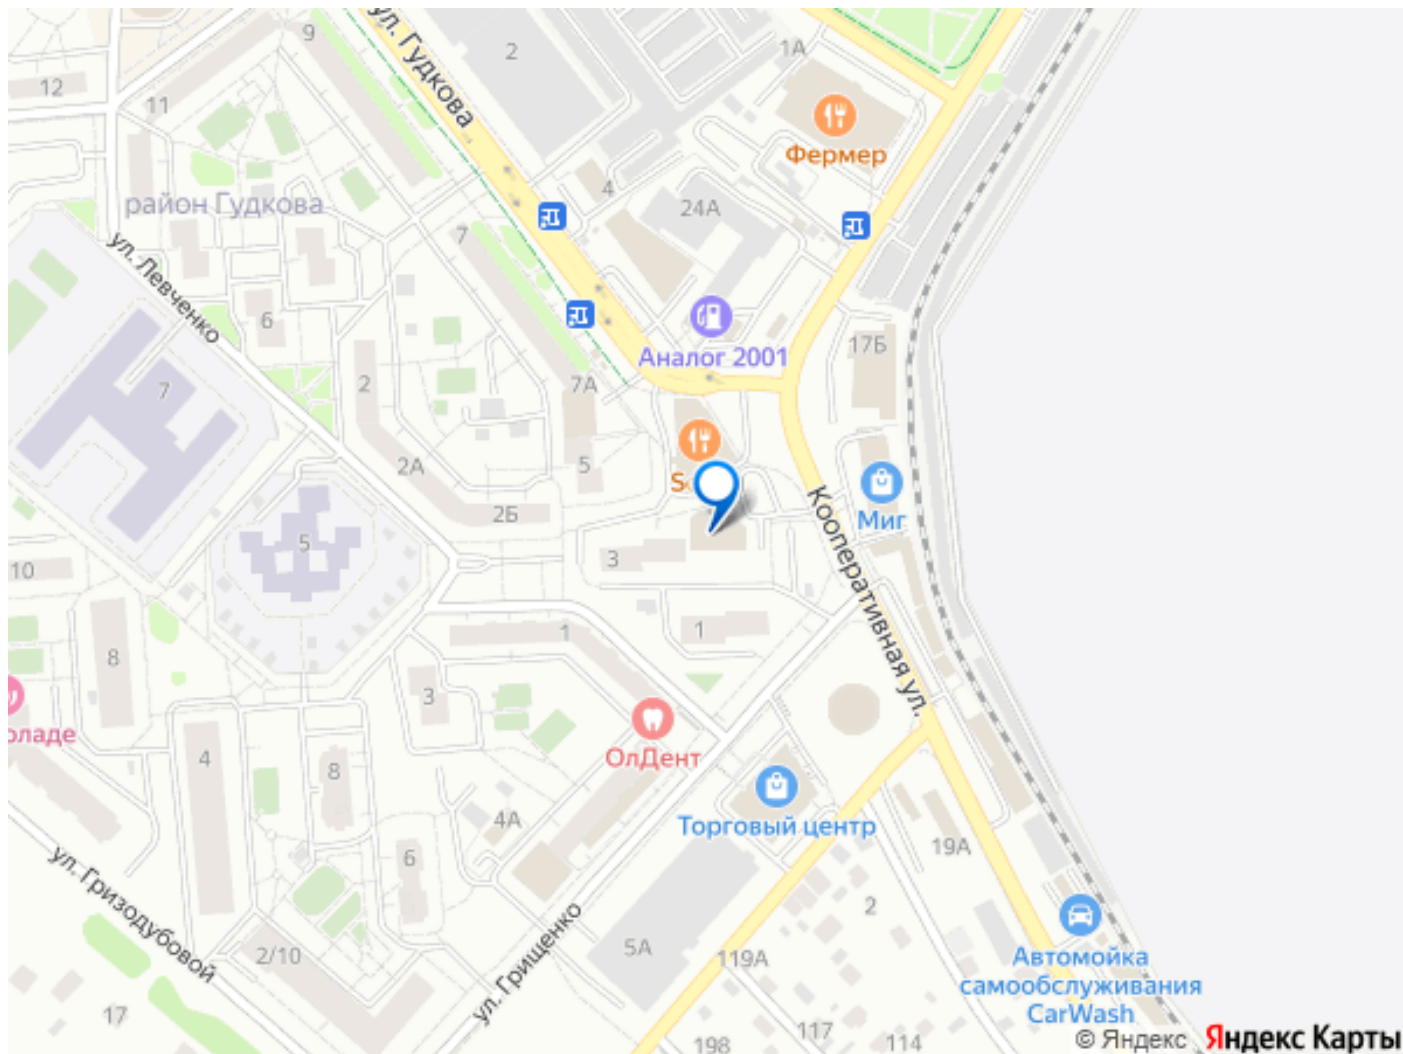 ул. Гудкова
9
2
1А
12
11
Фермер
4
район Гудкова
24А
7
ул. Левченко
6
Аналог 2001
17Б
2
7А
7
2А
5
2Б
Миг
Кооперативная ул.
5
3
10
1
1
8
3
оладе
ОлДент
4
8
Торговый центр
4А
19А
6
ул. Гризодубовой
2
2/10
5А
119А
ул. Грищенко
Автомойка
самообслуживания
CarWash
17
117
198
114
© Яндекс Яндекс Карты